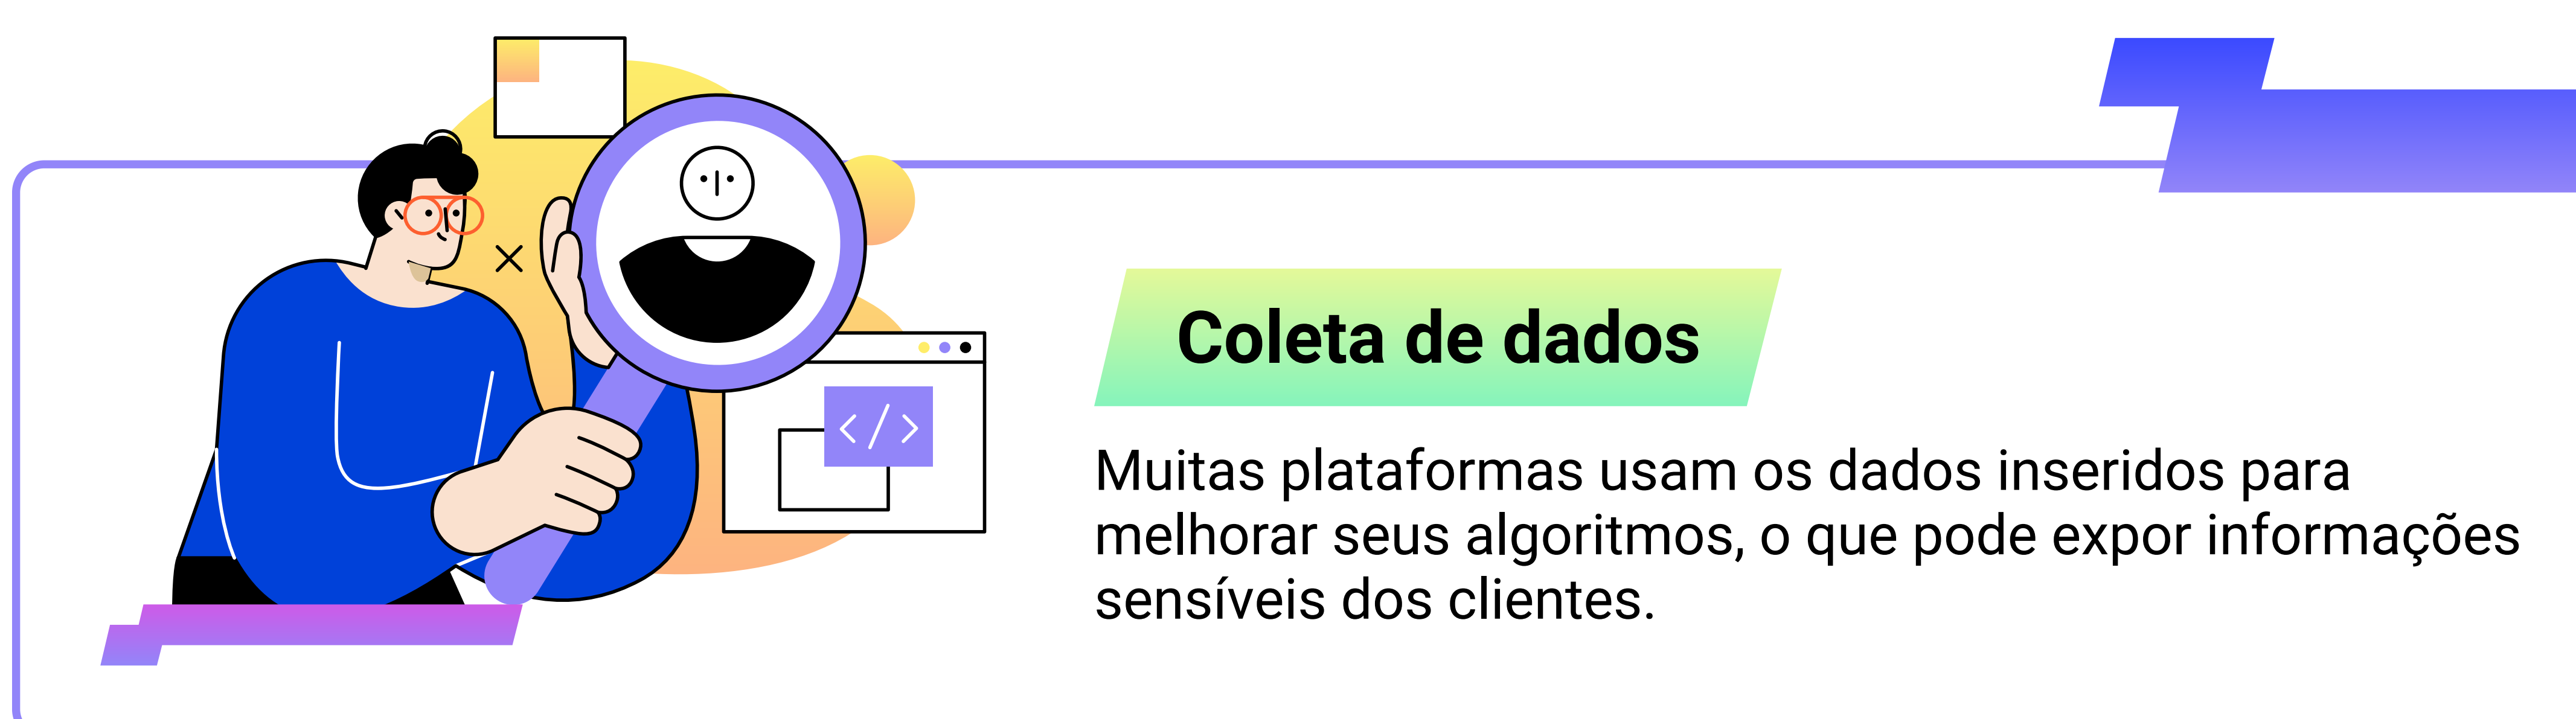 Coleta de dados
Muitas plataformas usam os dados inseridos para
melhorar seus algoritmos, o que pode expor informações
sensíveis dos clientes.